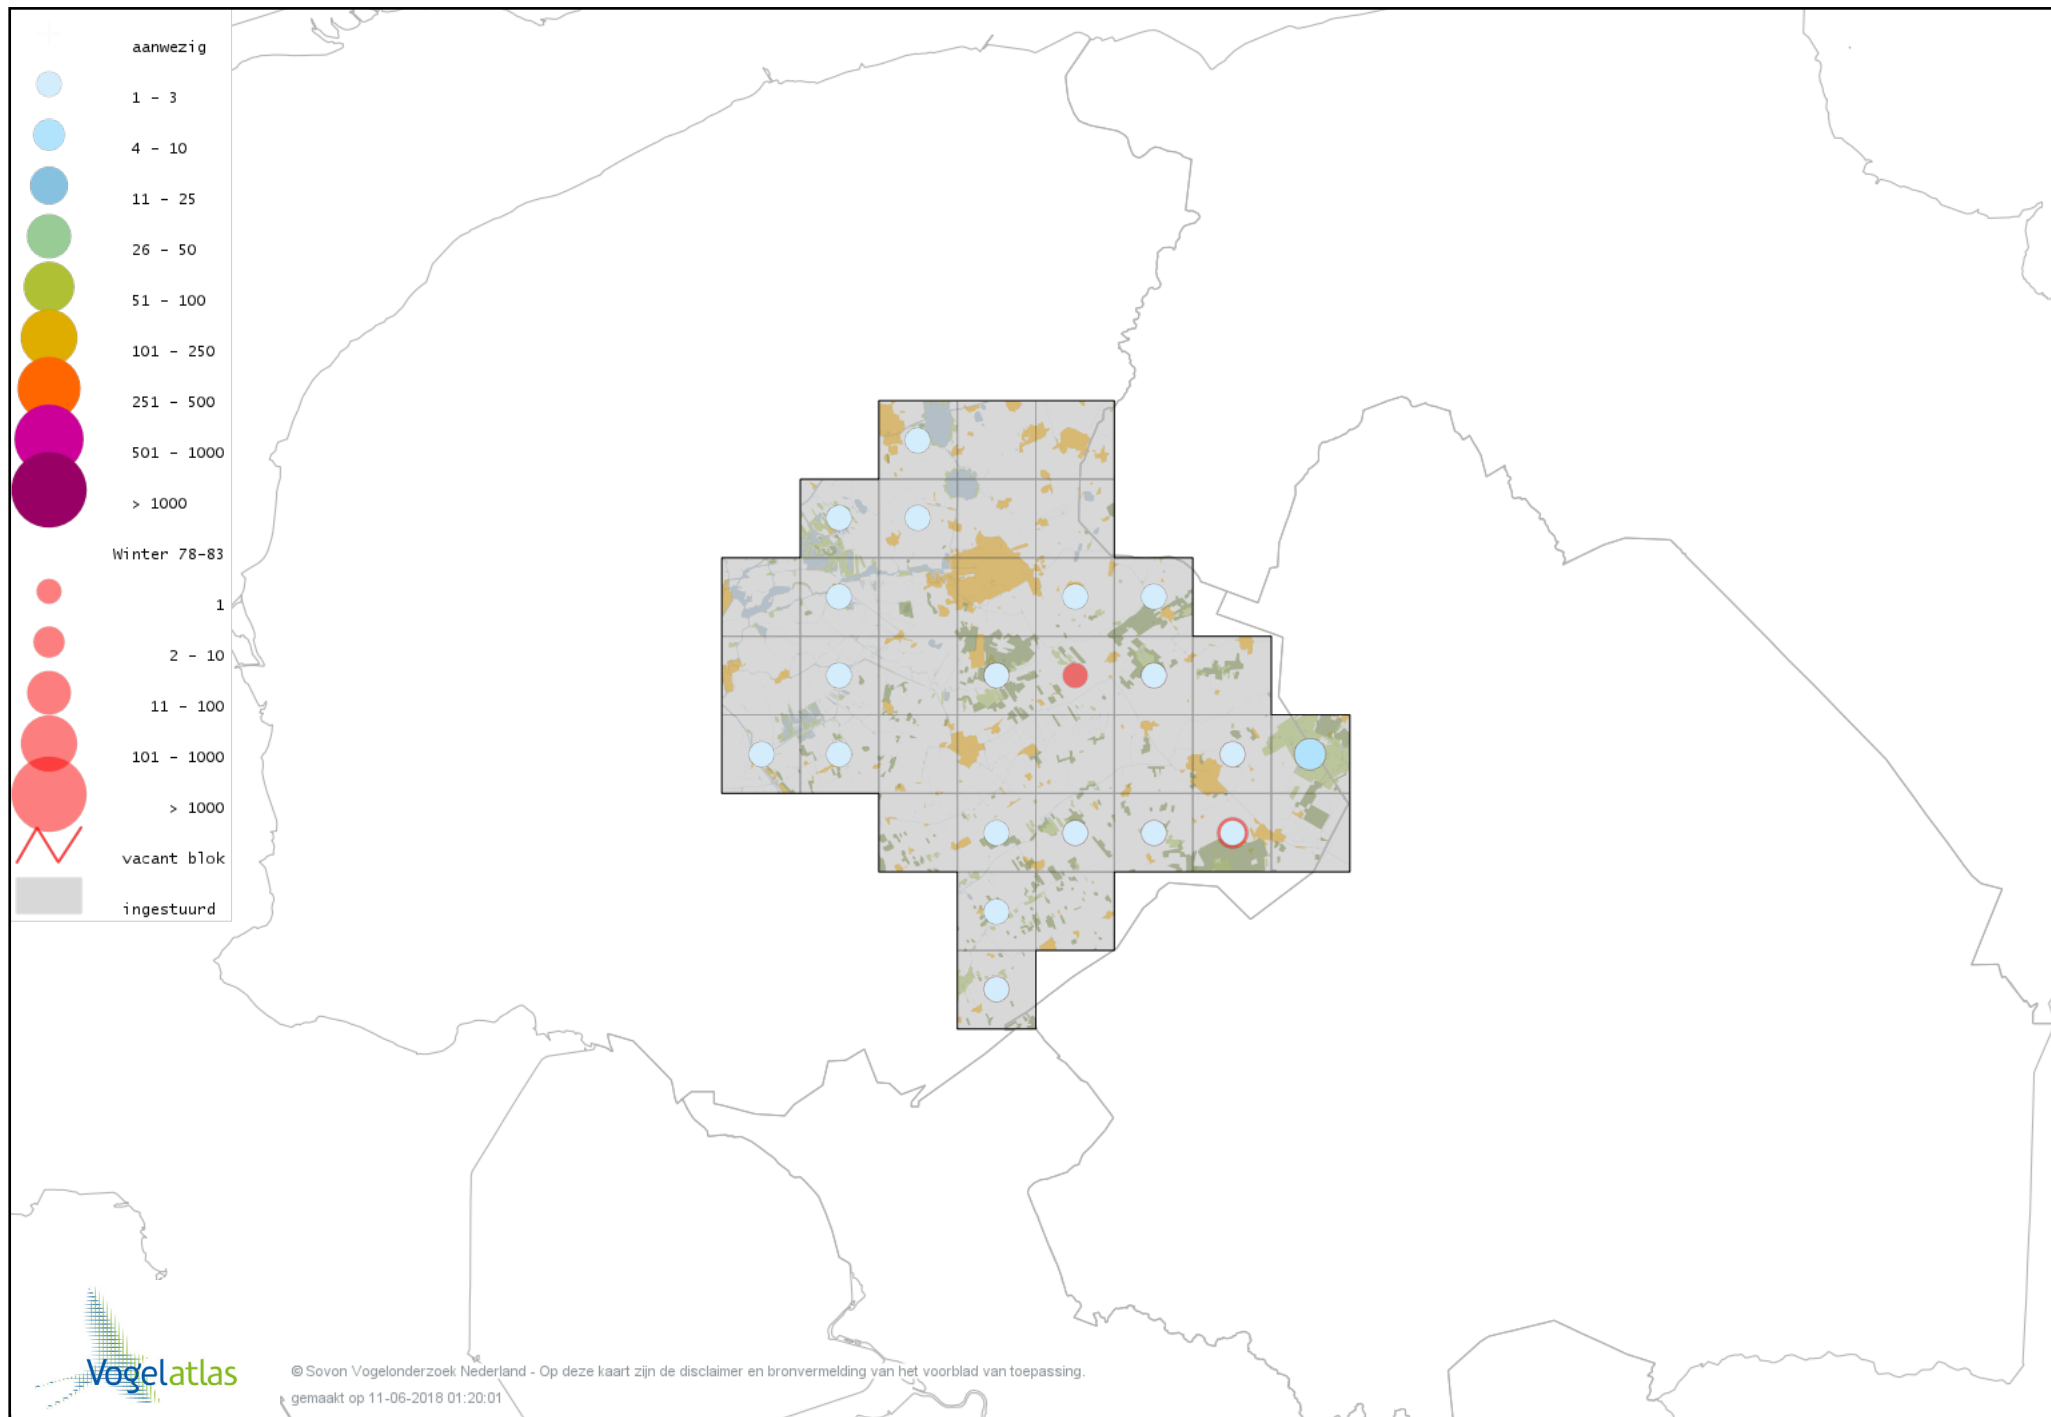 aanwezig
1 - 3
4 - 10
11 - 25
26 - 50
51 - 100
101 - 250
251 - 500
501 - 1000
> 1000
Winter 78-83
1
2 - 10
11 - 100
101 - 1000
> 1000
vacant blok
ingestuurd
Vogelatlas
© Sovon Vogelonderzoek Nederland - Op deze kaart zijn de disclaimer en bronvermelding van het voorblad van toepassing.
gemaakt op 11-06-2018 01:20:01